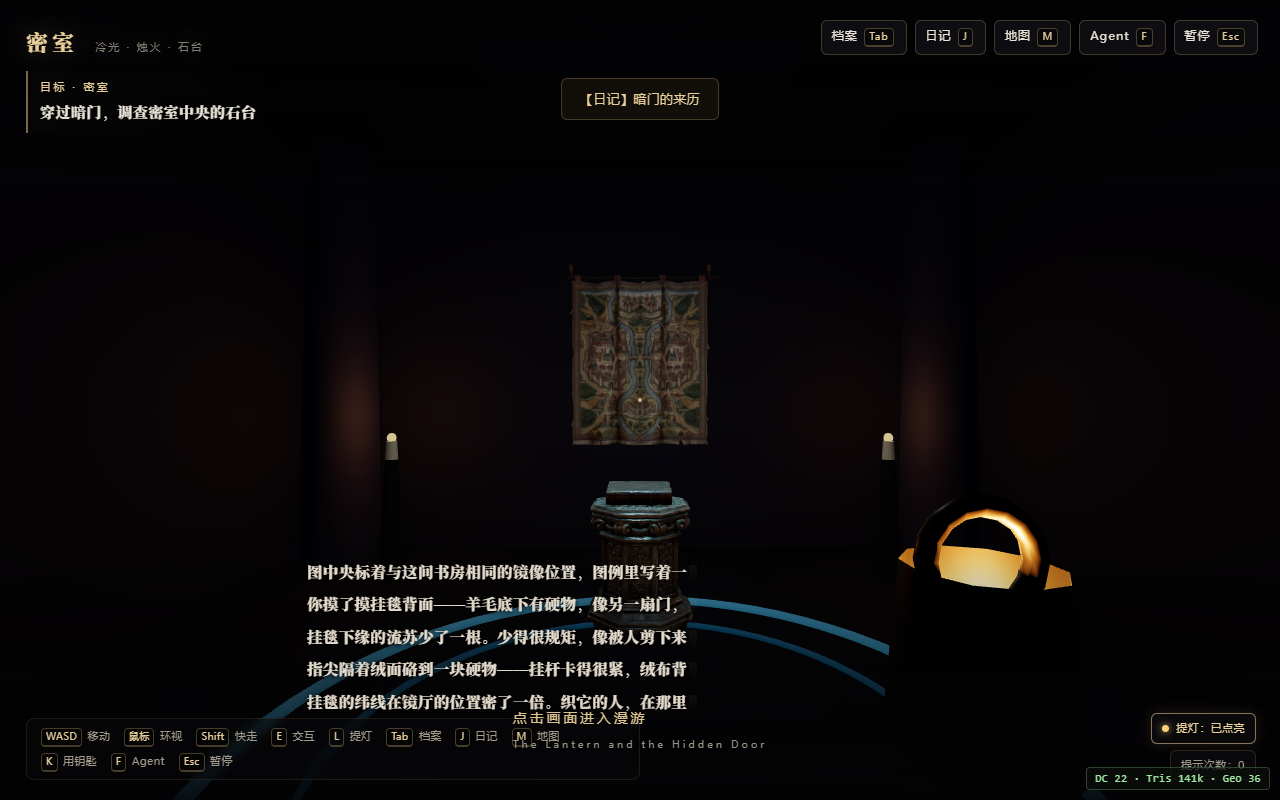 密室 冷光 · 烛火 · 石台
档案 Tab 日记 J 地图 M Agent F 暂停 Esc
目标 · 密室
穿过暗门，调查密室中央的石台
【日记】暗门的来历
图中央标着与这间书房相同的镜像位置，图例里写着一
你摸了摸挂毯背面——羊毛底下有硬物，像另一扇门，
挂毯下缘的流苏少了一根。少得很规矩，像被人剪下来
指尖隔着绒面硌到一块硬物——挂杆卡得很紧，绒布背
挂毯的纬线在镜厅的位置密了一倍。织它的人，在那里
点击画面进入漫游
The Lantern and the Hidden Door
WASD 移动 鼠标 环视 Shift 快走 E 交互 L 提灯 Tab 档案 J 日记 M 地图
K 用钥匙 F Agent Esc 暂停
提灯：已点亮
提示次数：0
DC 22 · Tris 141k · Geo 36